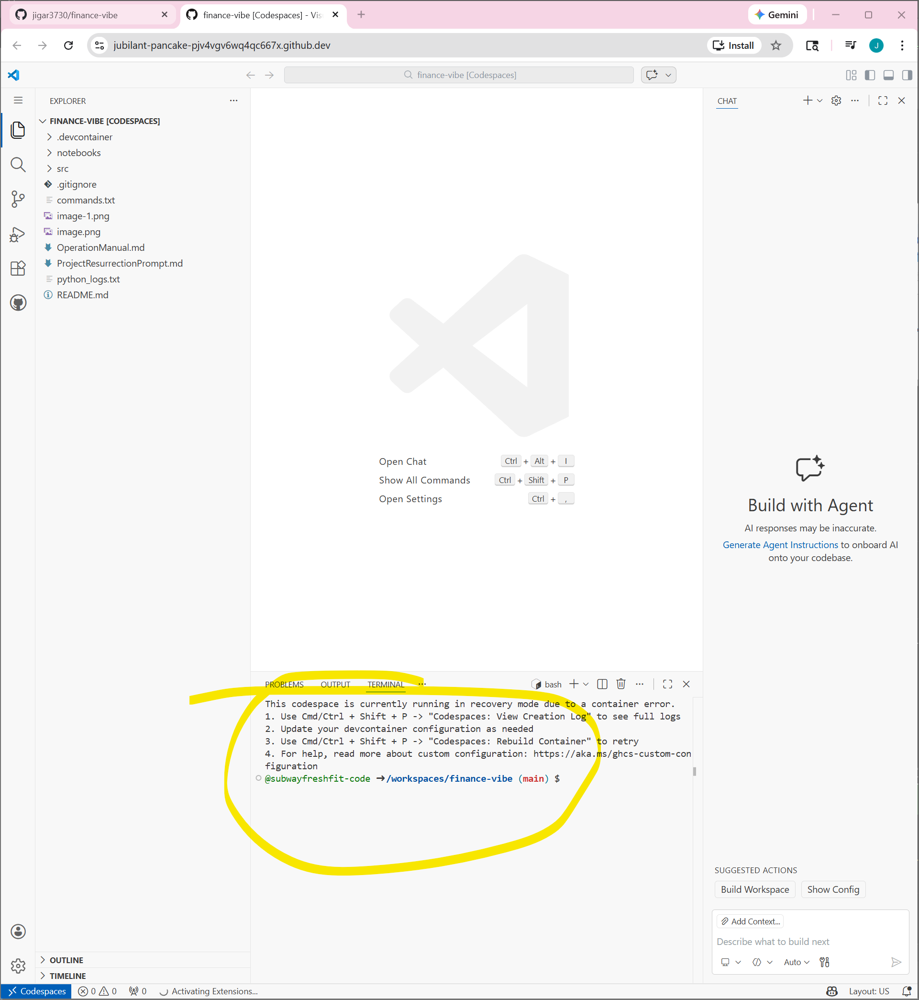 jigar3730/finance-vibe
finance-vibe [Codespaces] - Vis
Gemini
jubilant-pancake-pjv4vgv6wq4qc667x.github.dev
Install
J
finance-vibe [Codespaces]
EXPLORER
FINANCE-VIBE [CODESPACES]
.devcontainer
notebooks
src
.gitignore
commands.txt
image-1.png
image.png
OperationManual.md
ProjectResurrectionPrompt.md
python_logs.txt
README.md
OUTLINE
TIMELINE
Open Chat Ctrl + Alt + I
Show All Commands Ctrl + Shift + P
Open Settings Ctrl + ,
PROBLEMS OUTPUT TERMINAL ... bash
This codespace is currently running in recovery mode due to a container error.
1. Use Cmd/Ctrl + Shift + P -> "Codespaces: View Creation Log" to see full logs
2. Update your devcontainer configuration as needed
3. Use Cmd/Ctrl + Shift + P -> "Codespaces: Rebuild Container" to retry
4. For help, read more about custom configuration: https://aka.ms/ghcs-custom-con
figuration
@subwayfreshfit-code ➜/workspaces/finance-vibe (main) $
CHAT
Build with Agent
AI responses may be inaccurate.
Generate Agent Instructions to onboard AI
onto your codebase.
SUGGESTED ACTIONS
Build Workspace Show Config
Add Context...
Describe what to build next
Auto
Codespaces 0 0 0 Activating Extensions... Layout: US